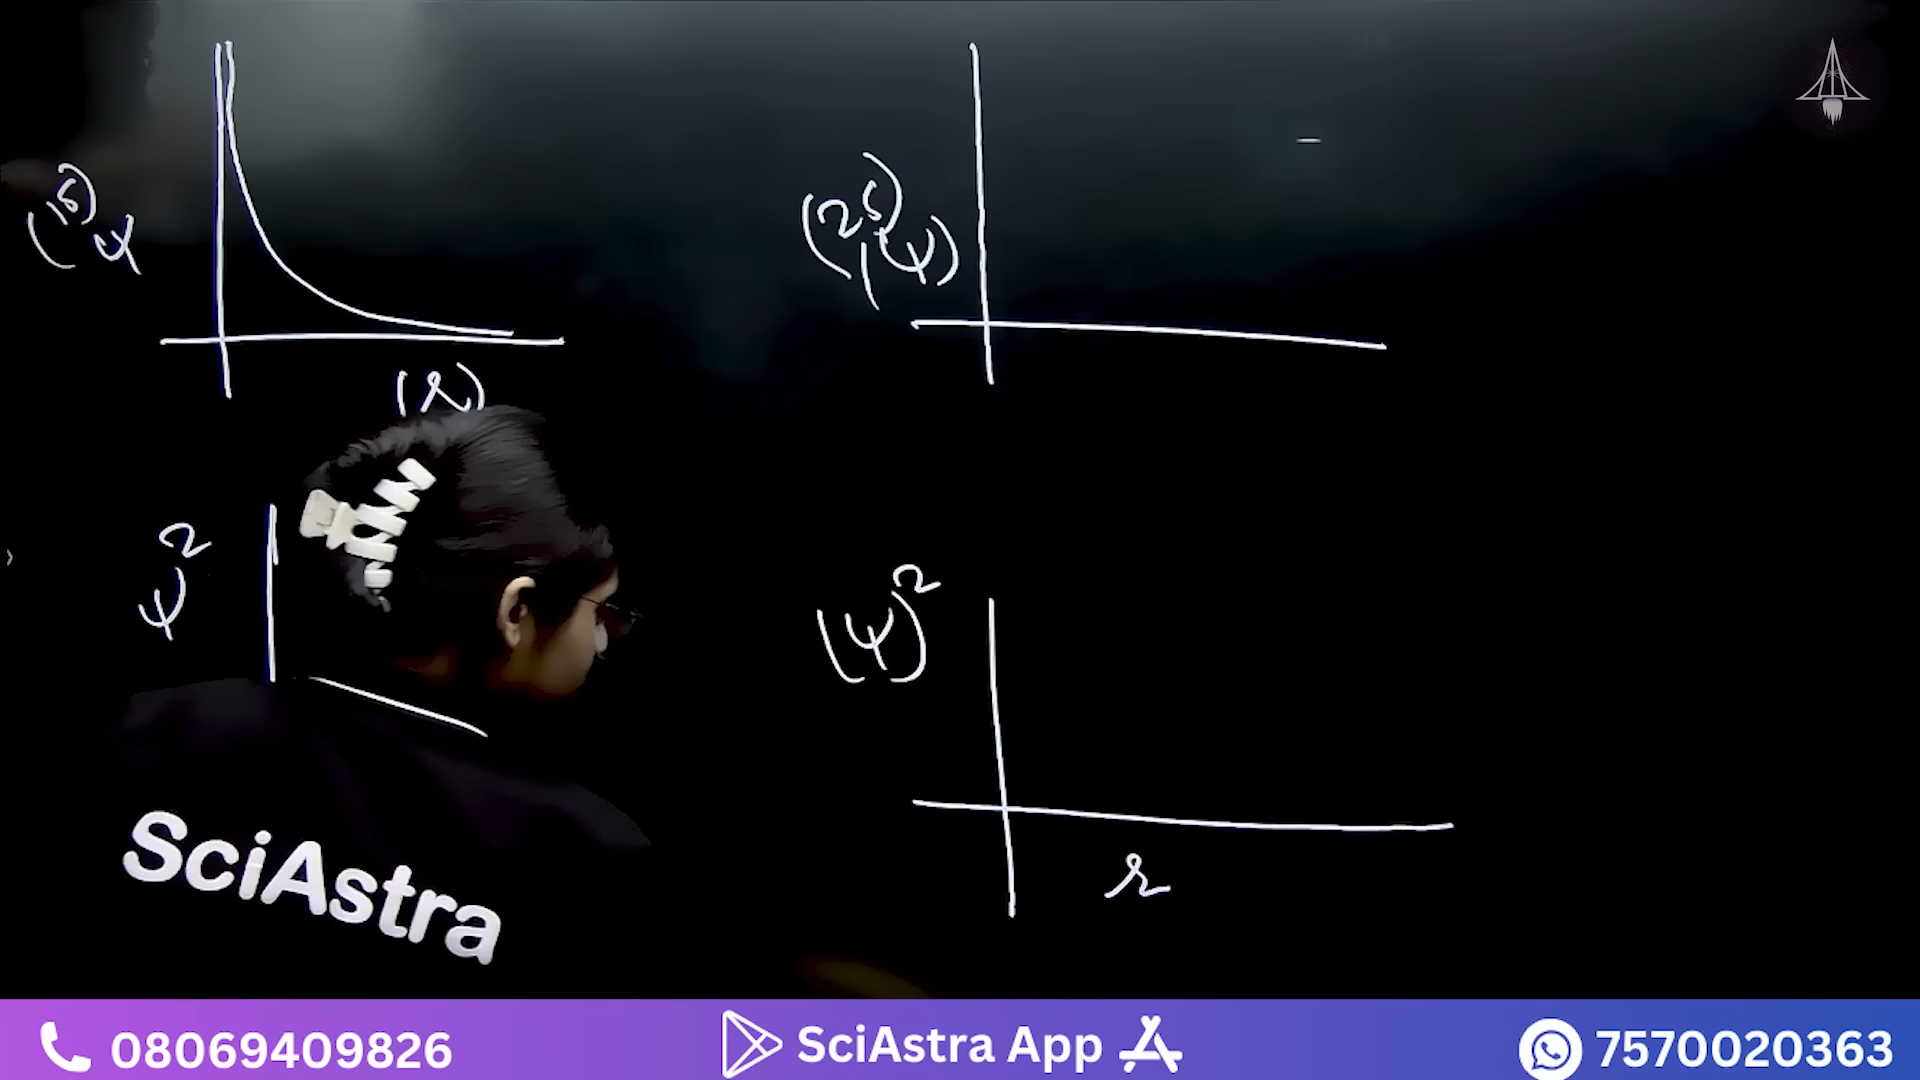 (1s) ψ
(r)
(2s) (ψ)
ψ²
(ψ)²
r
SciAstra
08069409826
SciAstra App
7570020363